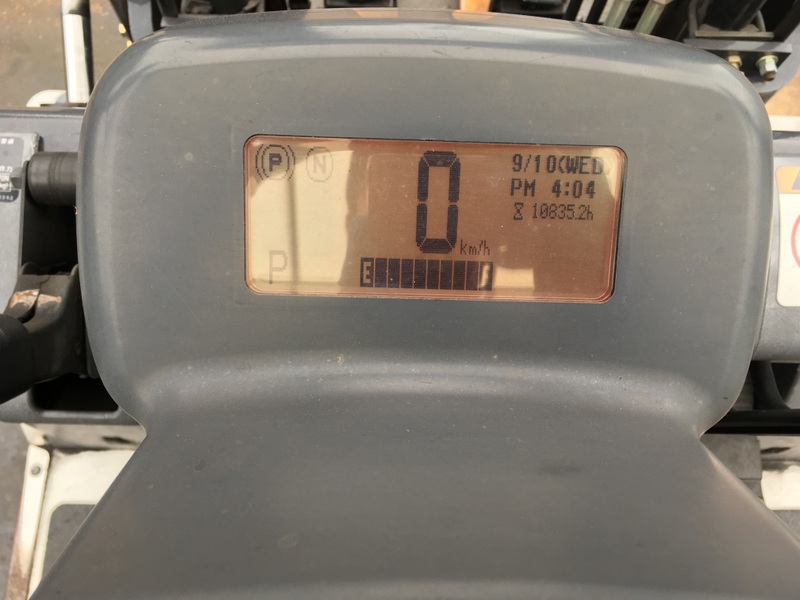 P N
0 km/h
9/10(WED)
PM 4:04
10835.2h
P
E F